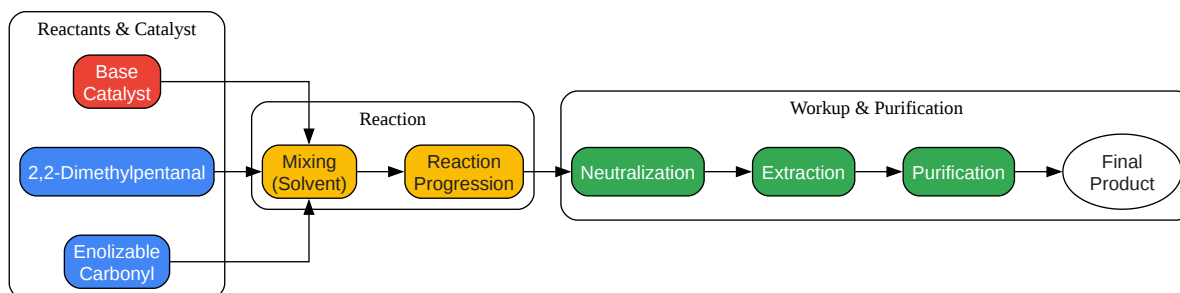 Reactants & Catalyst
Base
Catalyst
2,2-Dimethylpentanal
Enolizable
Carbonyl
Reaction
Mixing
(Solvent)
Reaction
Progression
Workup & Purification
Neutralization
Extraction
Purification
Final
Product